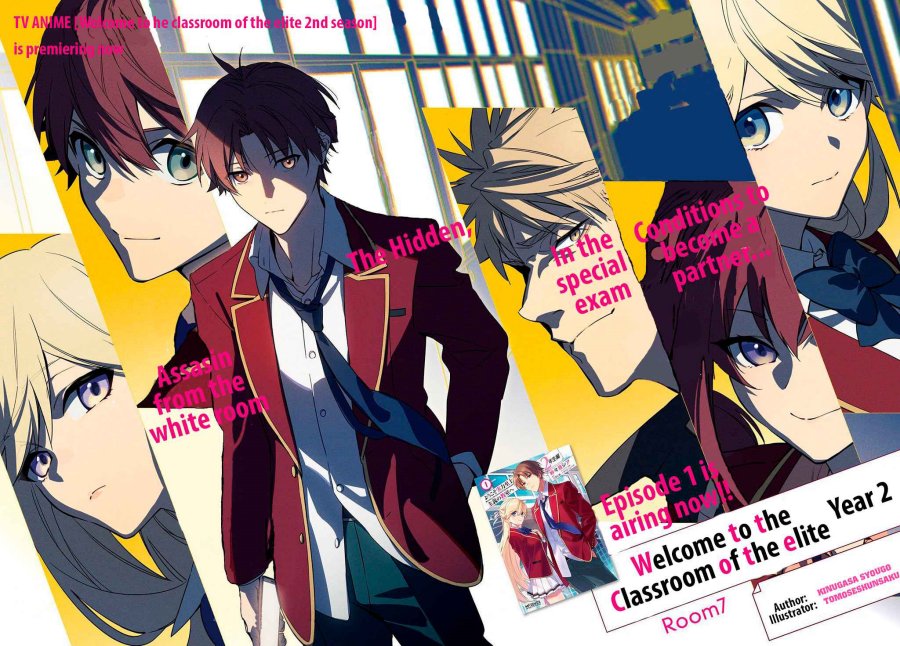 TV ANIME [Welcome to he classroom of the elite 2nd season]
is premiering now
The Hidden,
In the
special
exam
Conditions to
become a
partner...
Assasin
from the
white room
Episode 1 is
airing now!!
Welcome to the
Classroom of the elite Year 2
Room7
Author: KINUGASA SYOUGO
Illustrator: TOMOSESHUNSAKU